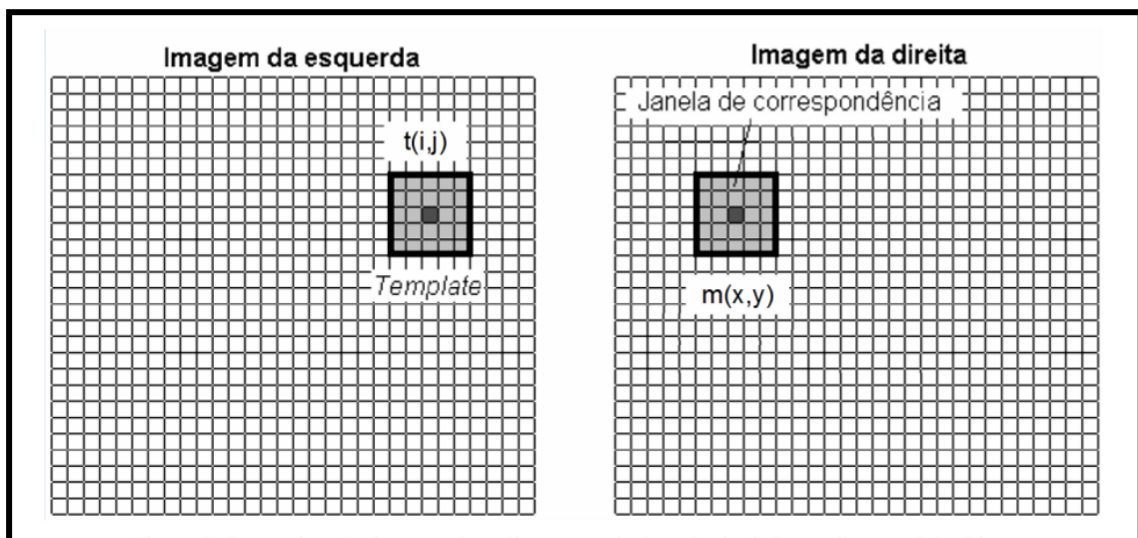 Imagem da esquerda
Imagem da direita
Janela de correspondência
t(i,j)
Template
m(x,y)